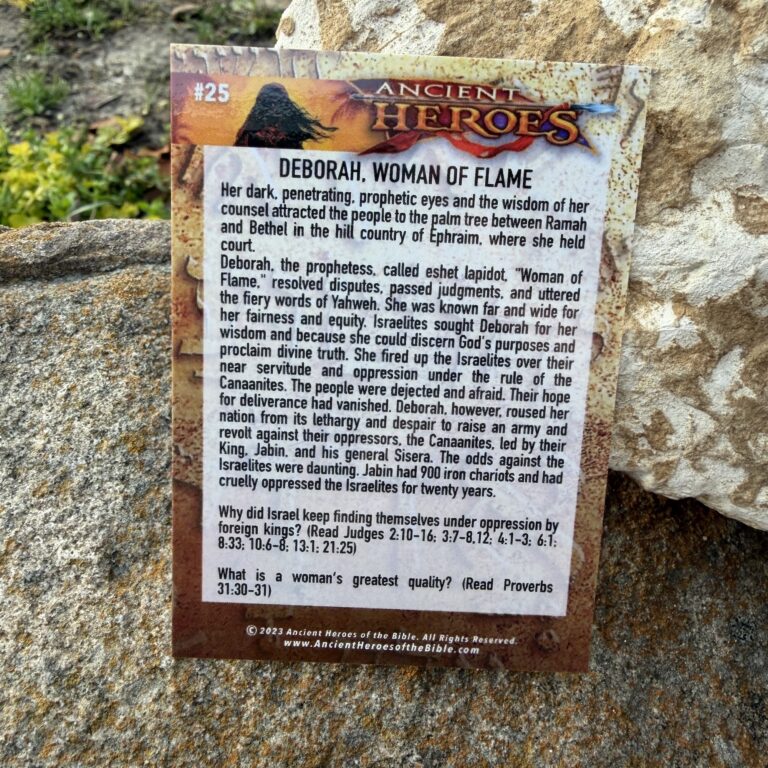 #25
ANCIENT
HEROES
DEBORAH, WOMAN OF FLAME
Her dark, penetrating, prophetic eyes and the wisdom of her
counsel attracted the people to the palm tree between Ramah
and Bethel in the hill country of Ephraim, where she held
court.
Deborah, the prophetess, called eshet lapidot, "Woman of
Flame," resolved disputes, passed judgments, and uttered
the fiery words of Yahweh. She was known far and wide for
her fairness and equity. Israelites sought Deborah for her
wisdom and because she could discern God's purposes and
proclaim divine truth. She fired up the Israelites over their
near servitude and oppression under the rule of the
Canaanites. The people were dejected and afraid. Their hope
for deliverance had vanished. Deborah, however, roused her
nation from its lethargy and despair to raise an army and
revolt against their oppressors, the Canaanites, led by their
King, Jabin, and his general Sisera. The odds against the
Israelites were daunting. Jabin had 900 iron chariots and had
cruelly oppressed the Israelites for twenty years.
Why did Israel keep finding themselves under oppression by
foreign kings? (Read Judges 2:10-16; 3:7-8,12; 4:1-3; 6:1;
8:33; 10:6-8; 13:1; 21:25)
What is a woman's greatest quality? (Read Proverbs
31:30-31)
© 2023 Ancient Heroes of the Bible. All Rights Reserved.
www.AncientHeroesoftheBible.com